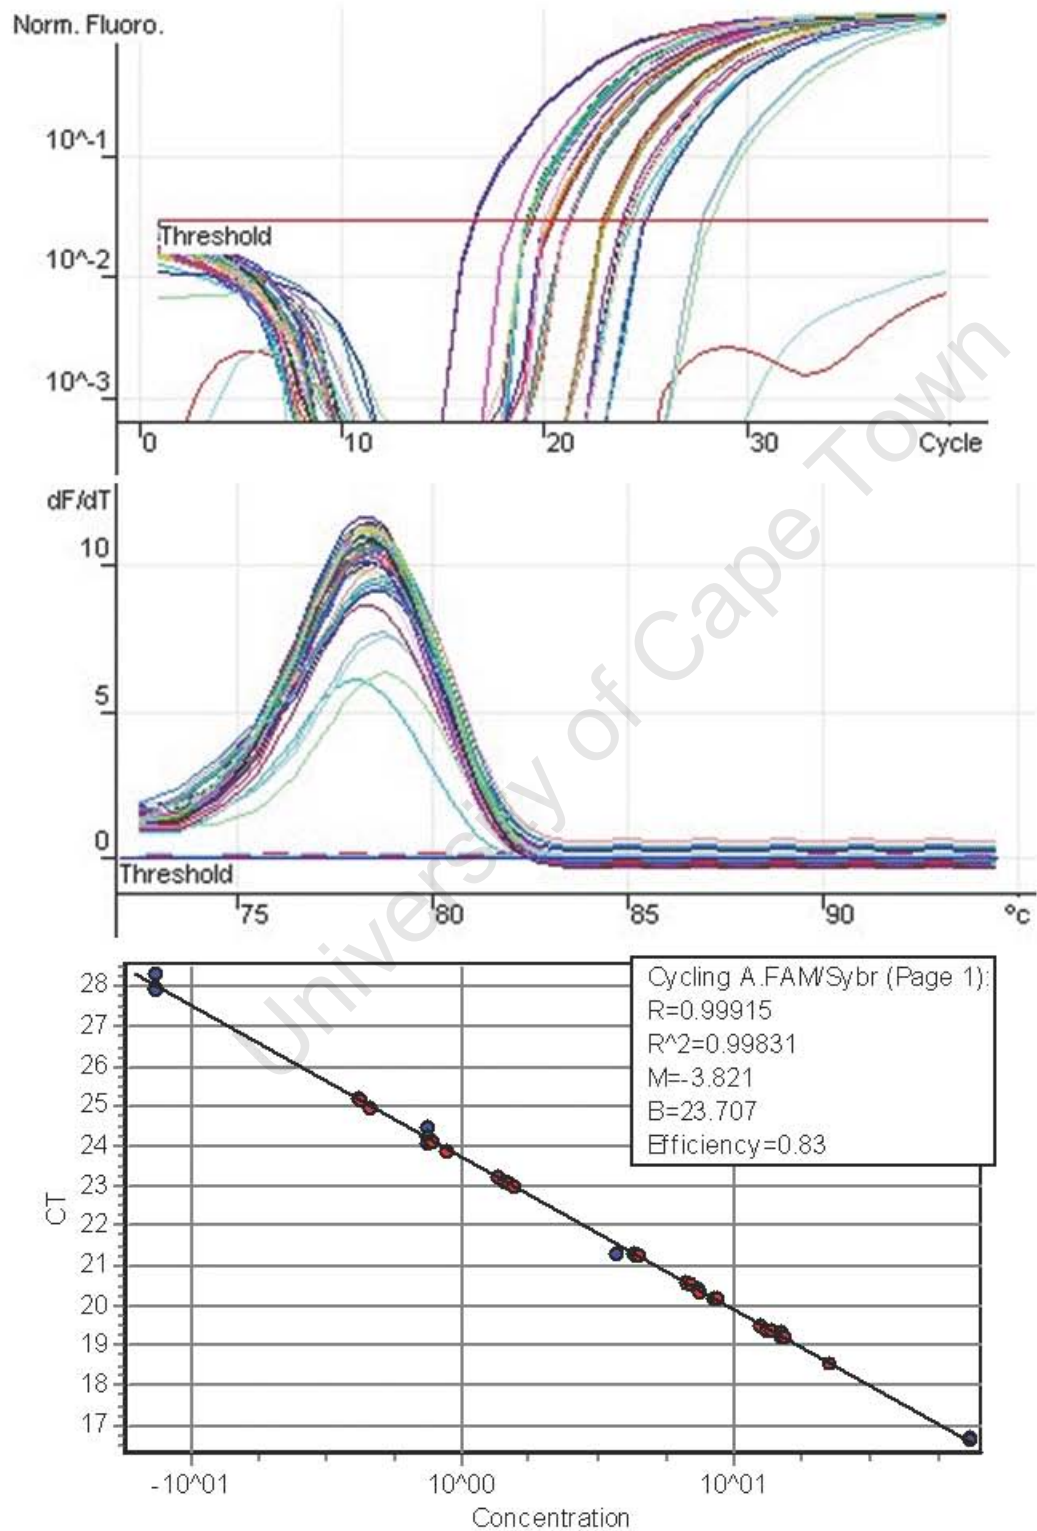 Norm. Fluoro.
10^-1
Threshold
10^-2
10^-3
0 10 20 30 Cycle
dF/dT
10
5
0
Threshold
75 80 85 90 °c
Cycling A.FAM/Sybr (Page 1):
R=0.99915
R^2=0.99831
M=-3.821
B=23.707
Efficiency=0.83
28
27
26
25
24
23
22
21
20
19
18
17
CT
-10^01 10^00 10^01
Concentration
University of Cape Town